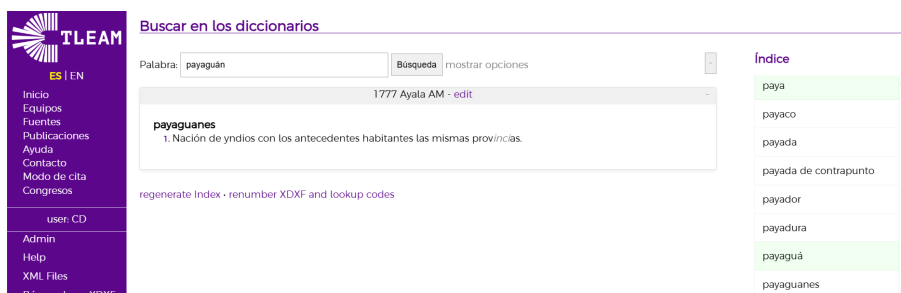 TLEAM
ES | EN
Inicio
Equipos
Fuentes
Publicaciones
Ayuda
Contacto
Modo de cita
Congresos
user: CD
Admin
Help
XML Files
Buscar en los diccionarios
Palabra: payaguán Búsqueda mostrar opciones -
1777 Ayala AM - edit -
payaguanes
1. Nación de yndios con los antecedentes habitantes las mismas provincias.
regenerate Index • renumber XDXF and lookup codes
Índice
paya
payaco
payada
payada de contrapunto
payador
payadura
payaguá
payaguanes